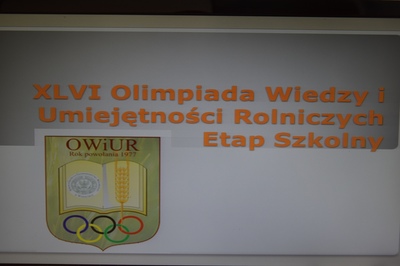 XLVI Olimpiada Wiedzy i
Umiejętności Rolniczych
Etap Szkolny
OWiUR
Rok powołania 1977